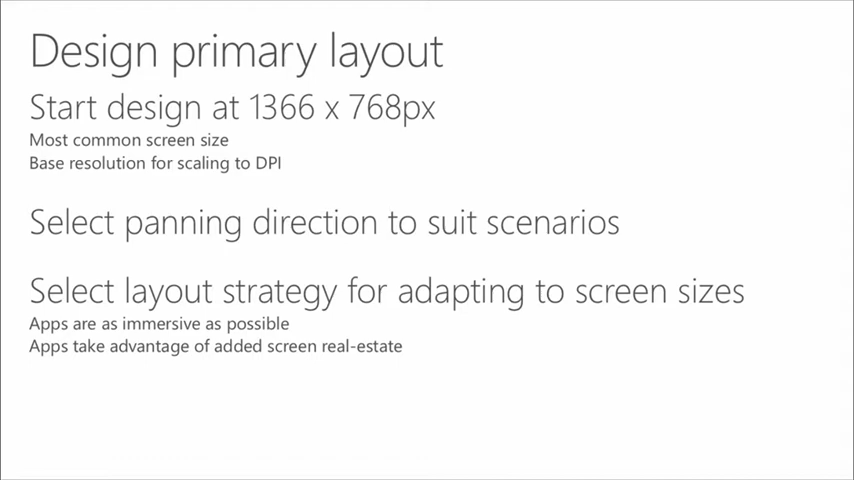 Design primary layout
Start design at 1366 x 768px
Most common screen size
Base resolution for scaling to DPI
Select panning direction to suit scenarios
Select layout strategy for adapting to screen sizes
Apps are as immersive as possible
Apps take advantage of added screen real-estate